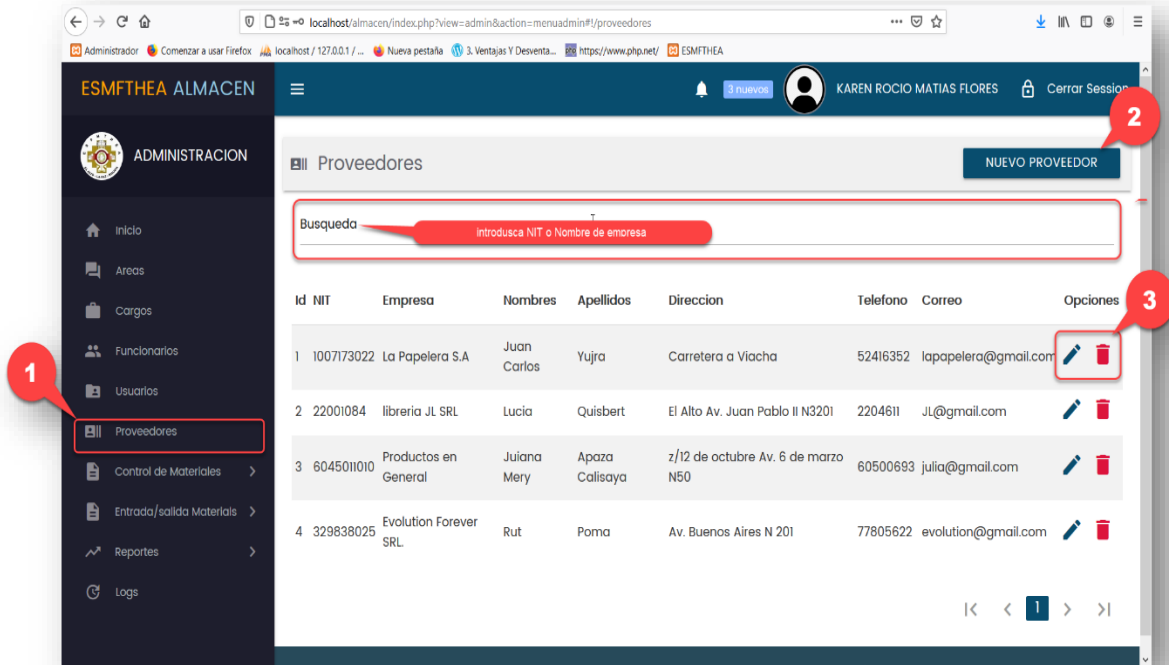 localhost/almacen/index.php?view=admin&action=menuadmin#!/proveedores
Administrador Comenzar a usar Firefox localhost / 127.0.0.1 / ... Nueva pestaña 3. Ventajas Y Desventa... https://www.php.net/ ESMFTHEA
ESMFTHEA ALMACEN
3 nuevos KAREN ROCIO MATIAS FLORES Cerrar Session
2
ADMINISTRACION
Proveedores NUEVO PROVEEDOR
Inicio
Areas
Cargos
Funcionarios
Usuarios
1
Proveedores
Control de Materiales
Entrada/salida Materials
Reportes
Logs
Busqueda
Introdusca NIT o Nombre de emoresa
Id NIT Empresa Nombres Apellidos Direccion Telefono Correo Opciones
3
1 1007173022 La Papelera S.A Juan Carlos Yujra Carretera a Viacha 52416352 lapapelera@gmail.com
2 22001084 libreria JL SRL Lucia Quisbert El Alto Av. Juan Pablo II N3201 2204611 JL@gmail.com
3 6045011010 Productos en General Juiana Mery Apaza Calisaya z/12 de octubre Av. 6 de marzo N50 60500693 julia@gmail.com
4 329838025 Evolution Forever SRL. Rut Poma Av. Buenos Aires N 201 77805622 evolution@gmail.com
1